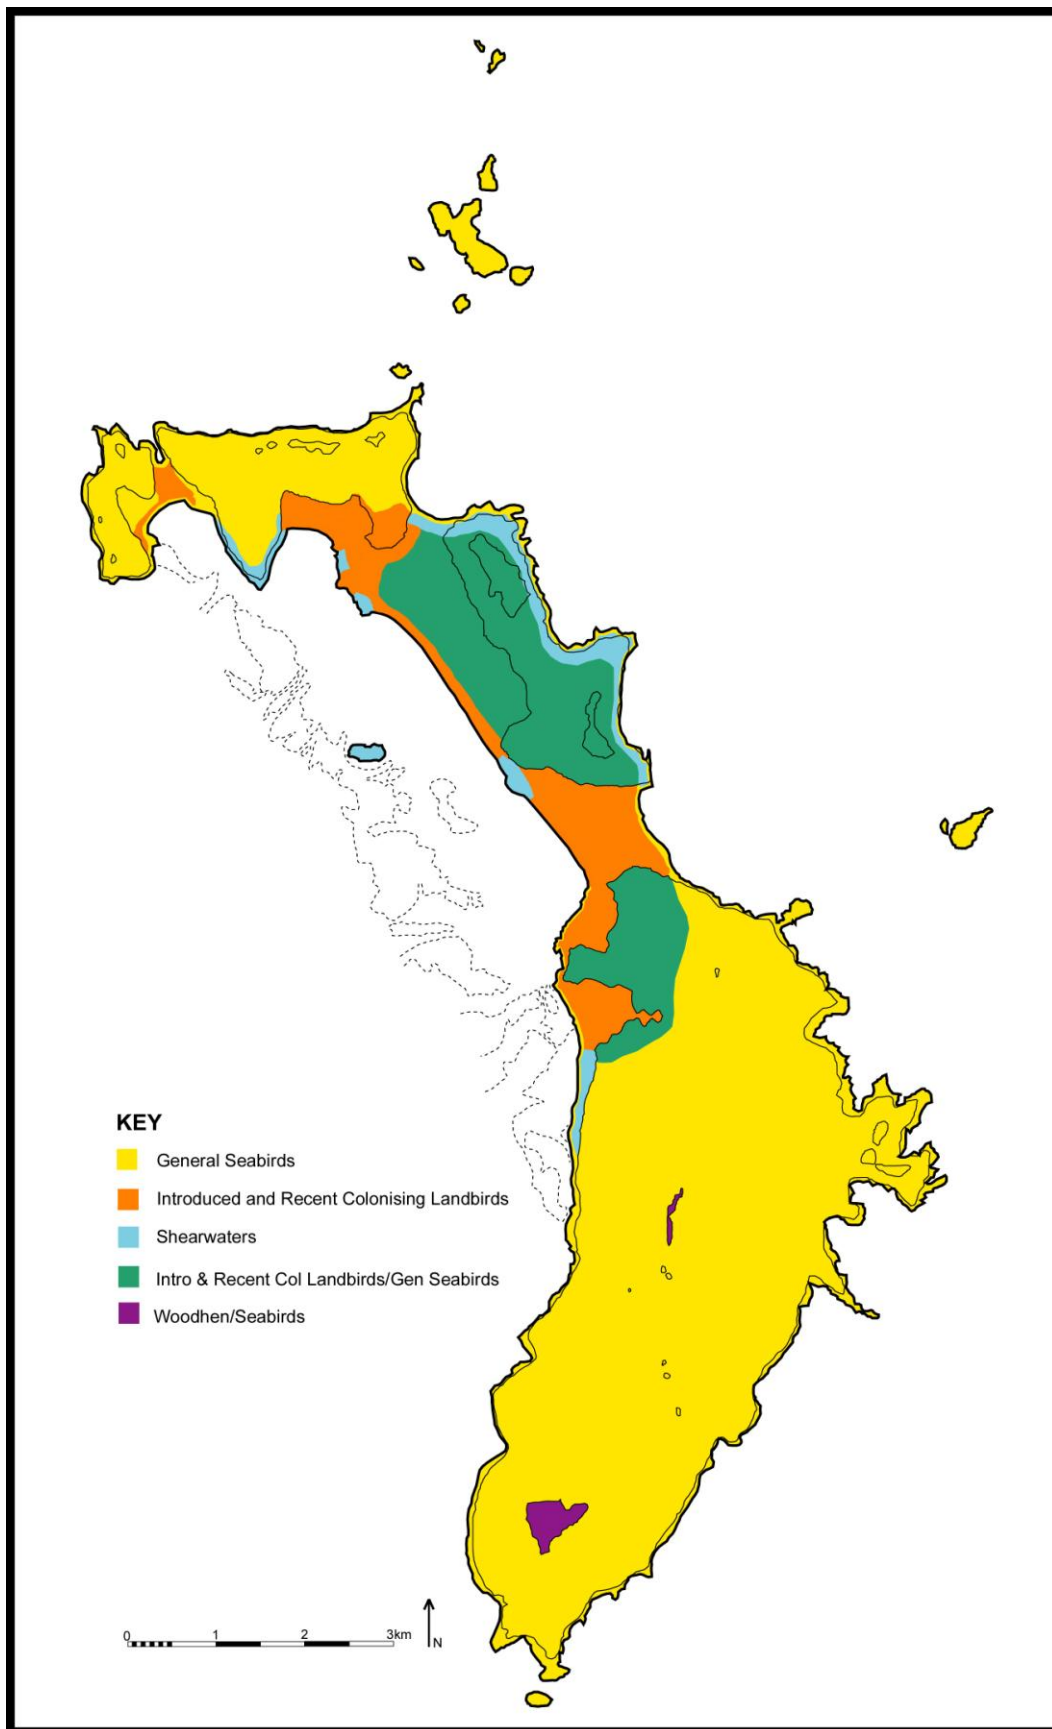 KEY
General Seabirds
Introduced and Recent Colonising Landbirds
Shearwaters
Intro & Recent Col Landbirds/Gen Seabirds
Woodhen/Seabirds
0 1 2 3km
N